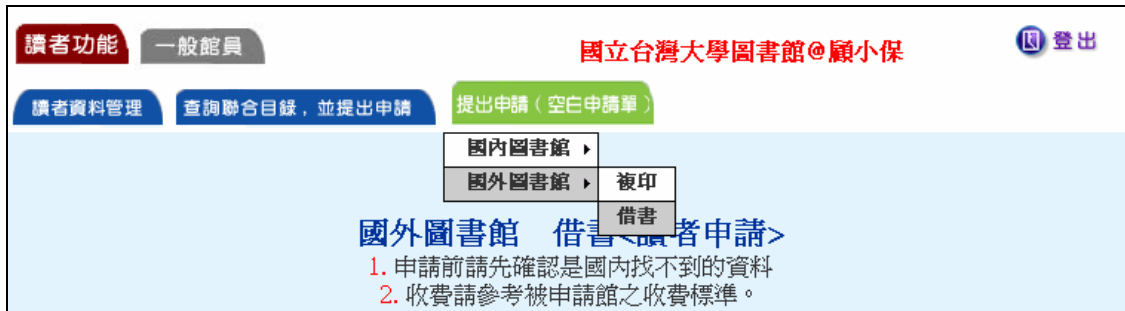 讀者功能 一般館員 國立台灣大學圖書館@顧小保 登出
讀者資料管理 查詢聯合目錄，並提出申請 提出申請（空白申請單）
國內圖書館
國外圖書館 複印
借書
國外圖書館 借書<讀者申請>
1. 申請前請先確認是國內找不到的資料
2. 收費請參考被申請館之收費標準。